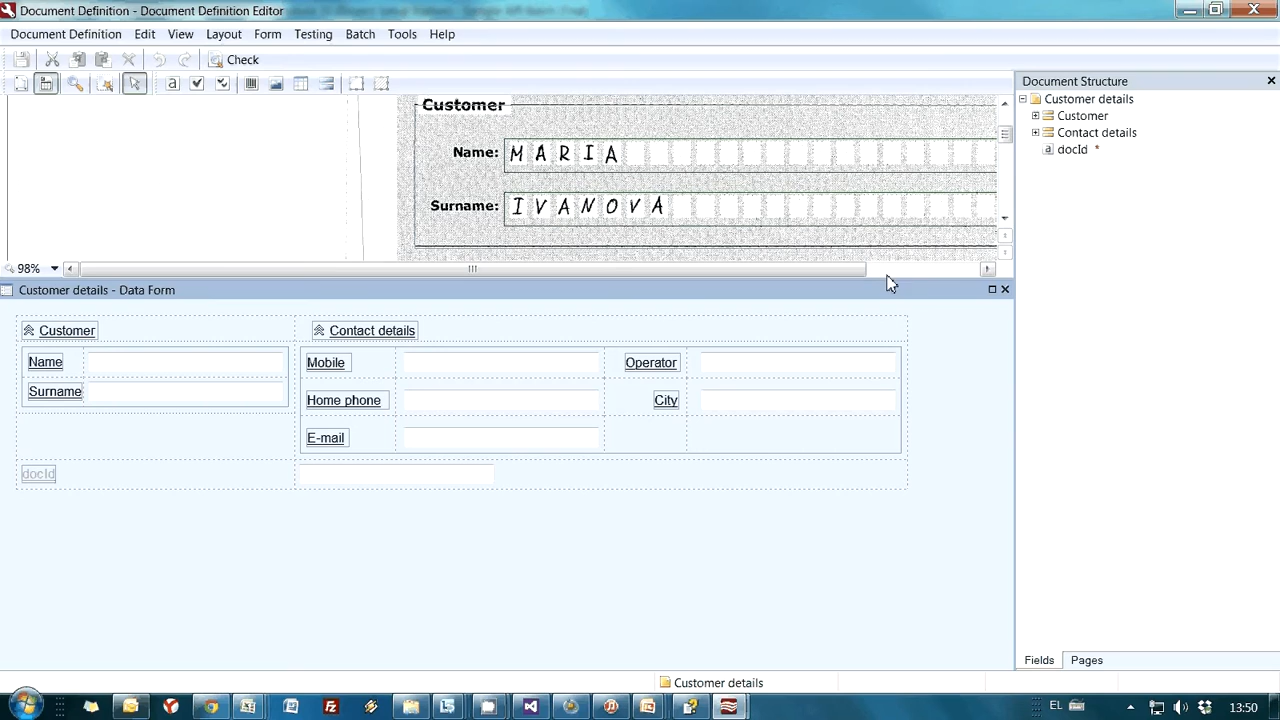 Document Definition - Document Definition Editor
Document Definition Edit View Layout Form Testing Batch Tools Help
Check
Document Structure
Customer details
Customer
Contact details
docId *
Customer
Name: MARIA
Surname: IVANOVA
98%
Customer details - Data Form
Customer Contact details
Name Mobile Operator
Surname Home phone City
E-mail
docId
Fields Pages
Customer details
EL 13:50